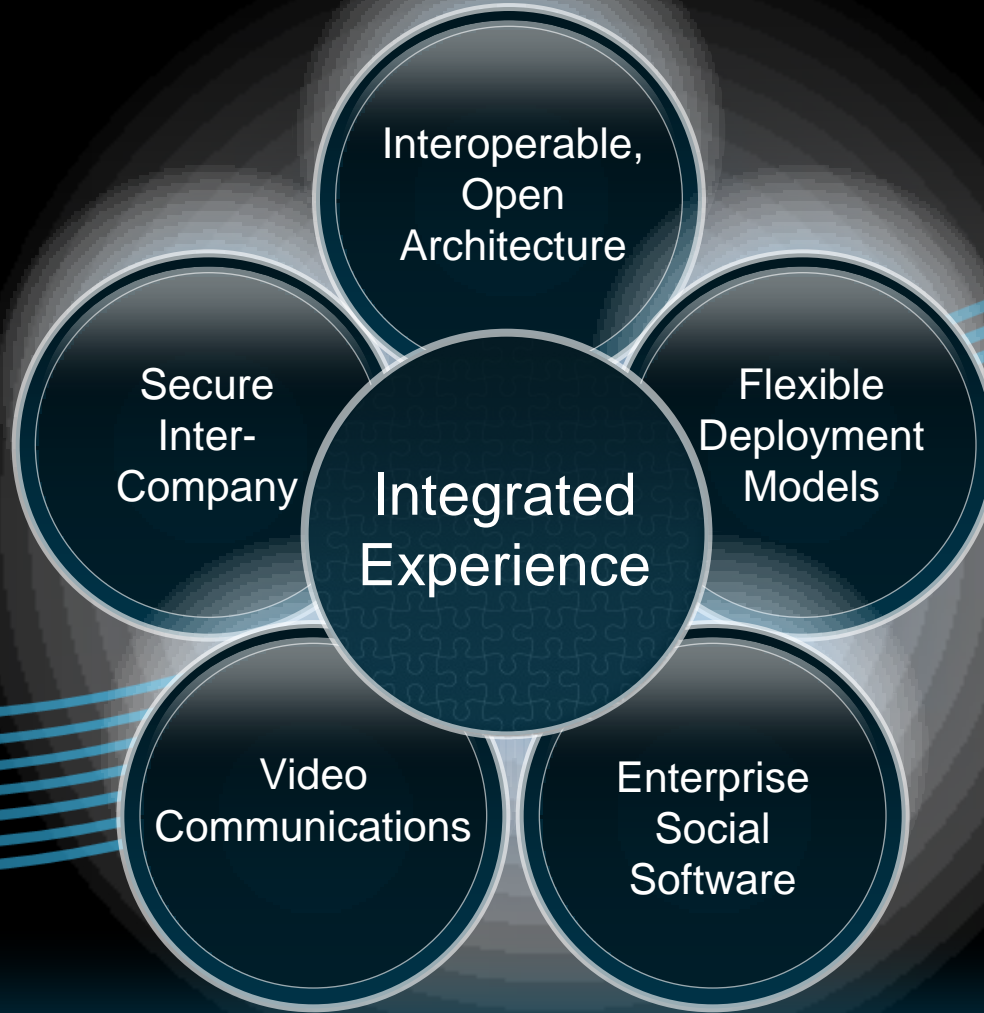 Interoperable,
Open
Architecture
Secure
Inter-
Company
Flexible
Deployment
Models
Integrated
Experience
Video
Communications
Enterprise
Social
Software